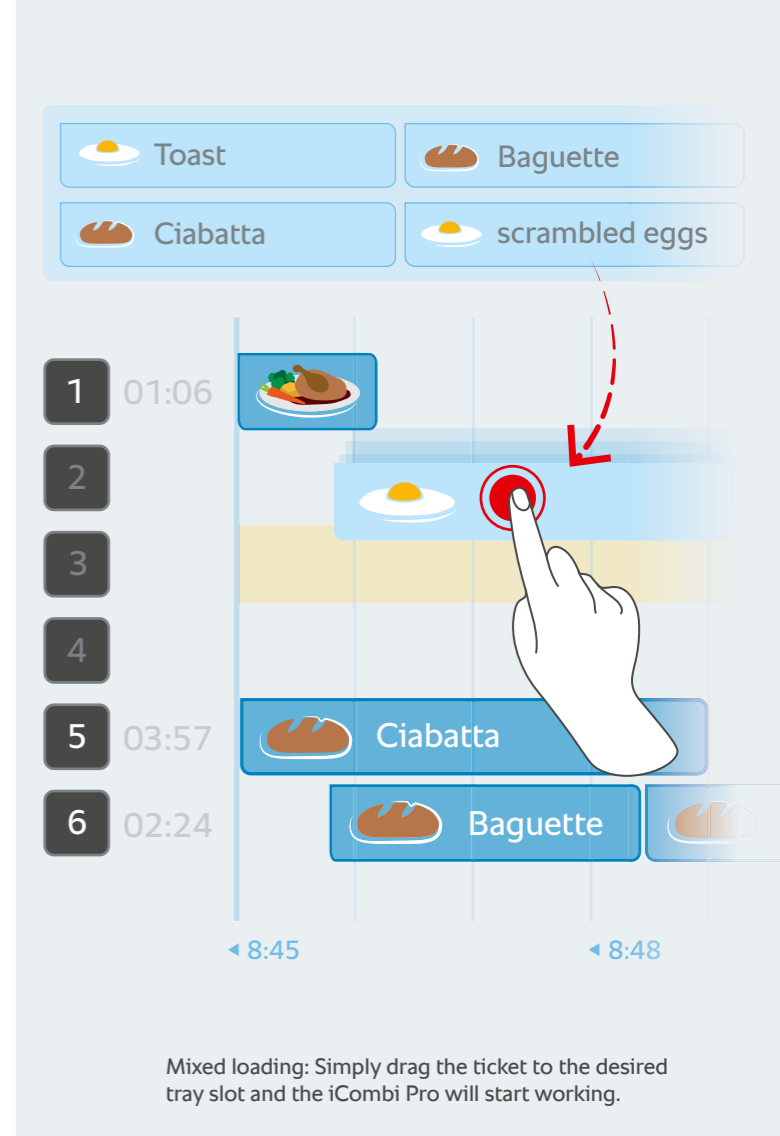 Toast
Baguette
Ciabatta
scrambled eggs
1 01:06
2
3
4
5 03:57 Ciabatta
6 02:24 Baguette
8:45 8:48
Mixed loading: Simply drag the ticket to the desired
tray slot and the iCombi Pro will start working.